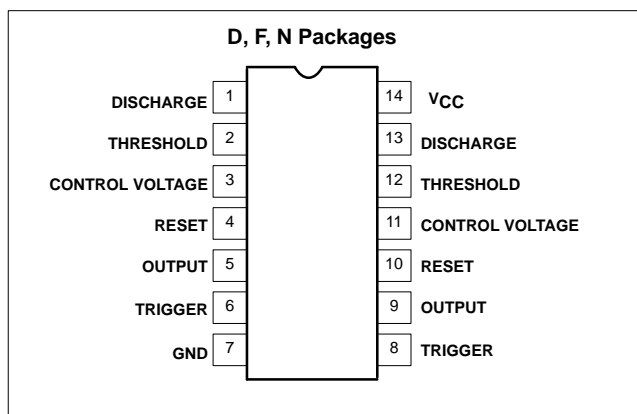 D, F, N Packages
DISCHARGE 1 14 VCC
THRESHOLD 2 13 DISCHARGE
CONTROL VOLTAGE 3 12 THRESHOLD
RESET 4 11 CONTROL VOLTAGE
OUTPUT 5 10 RESET
TRIGGER 6 9 OUTPUT
GND 7 8 TRIGGER